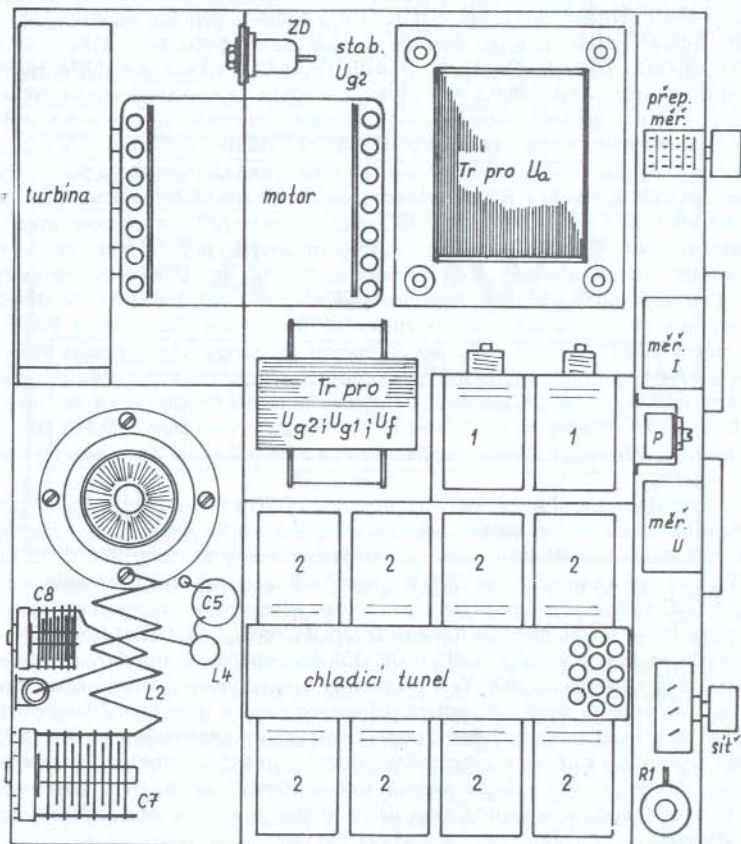 ZD
stab.
Ug2
přep.
měř.
turbína
motor
Tr pro Ua
měř.
I
Tr pro
Ug2; Ug1; Uf
1
1
P
měř.
U
2
2
2
2
C8
C5
L4
L2
chladicí tunel
síť
R1
C7
2
2
2
2